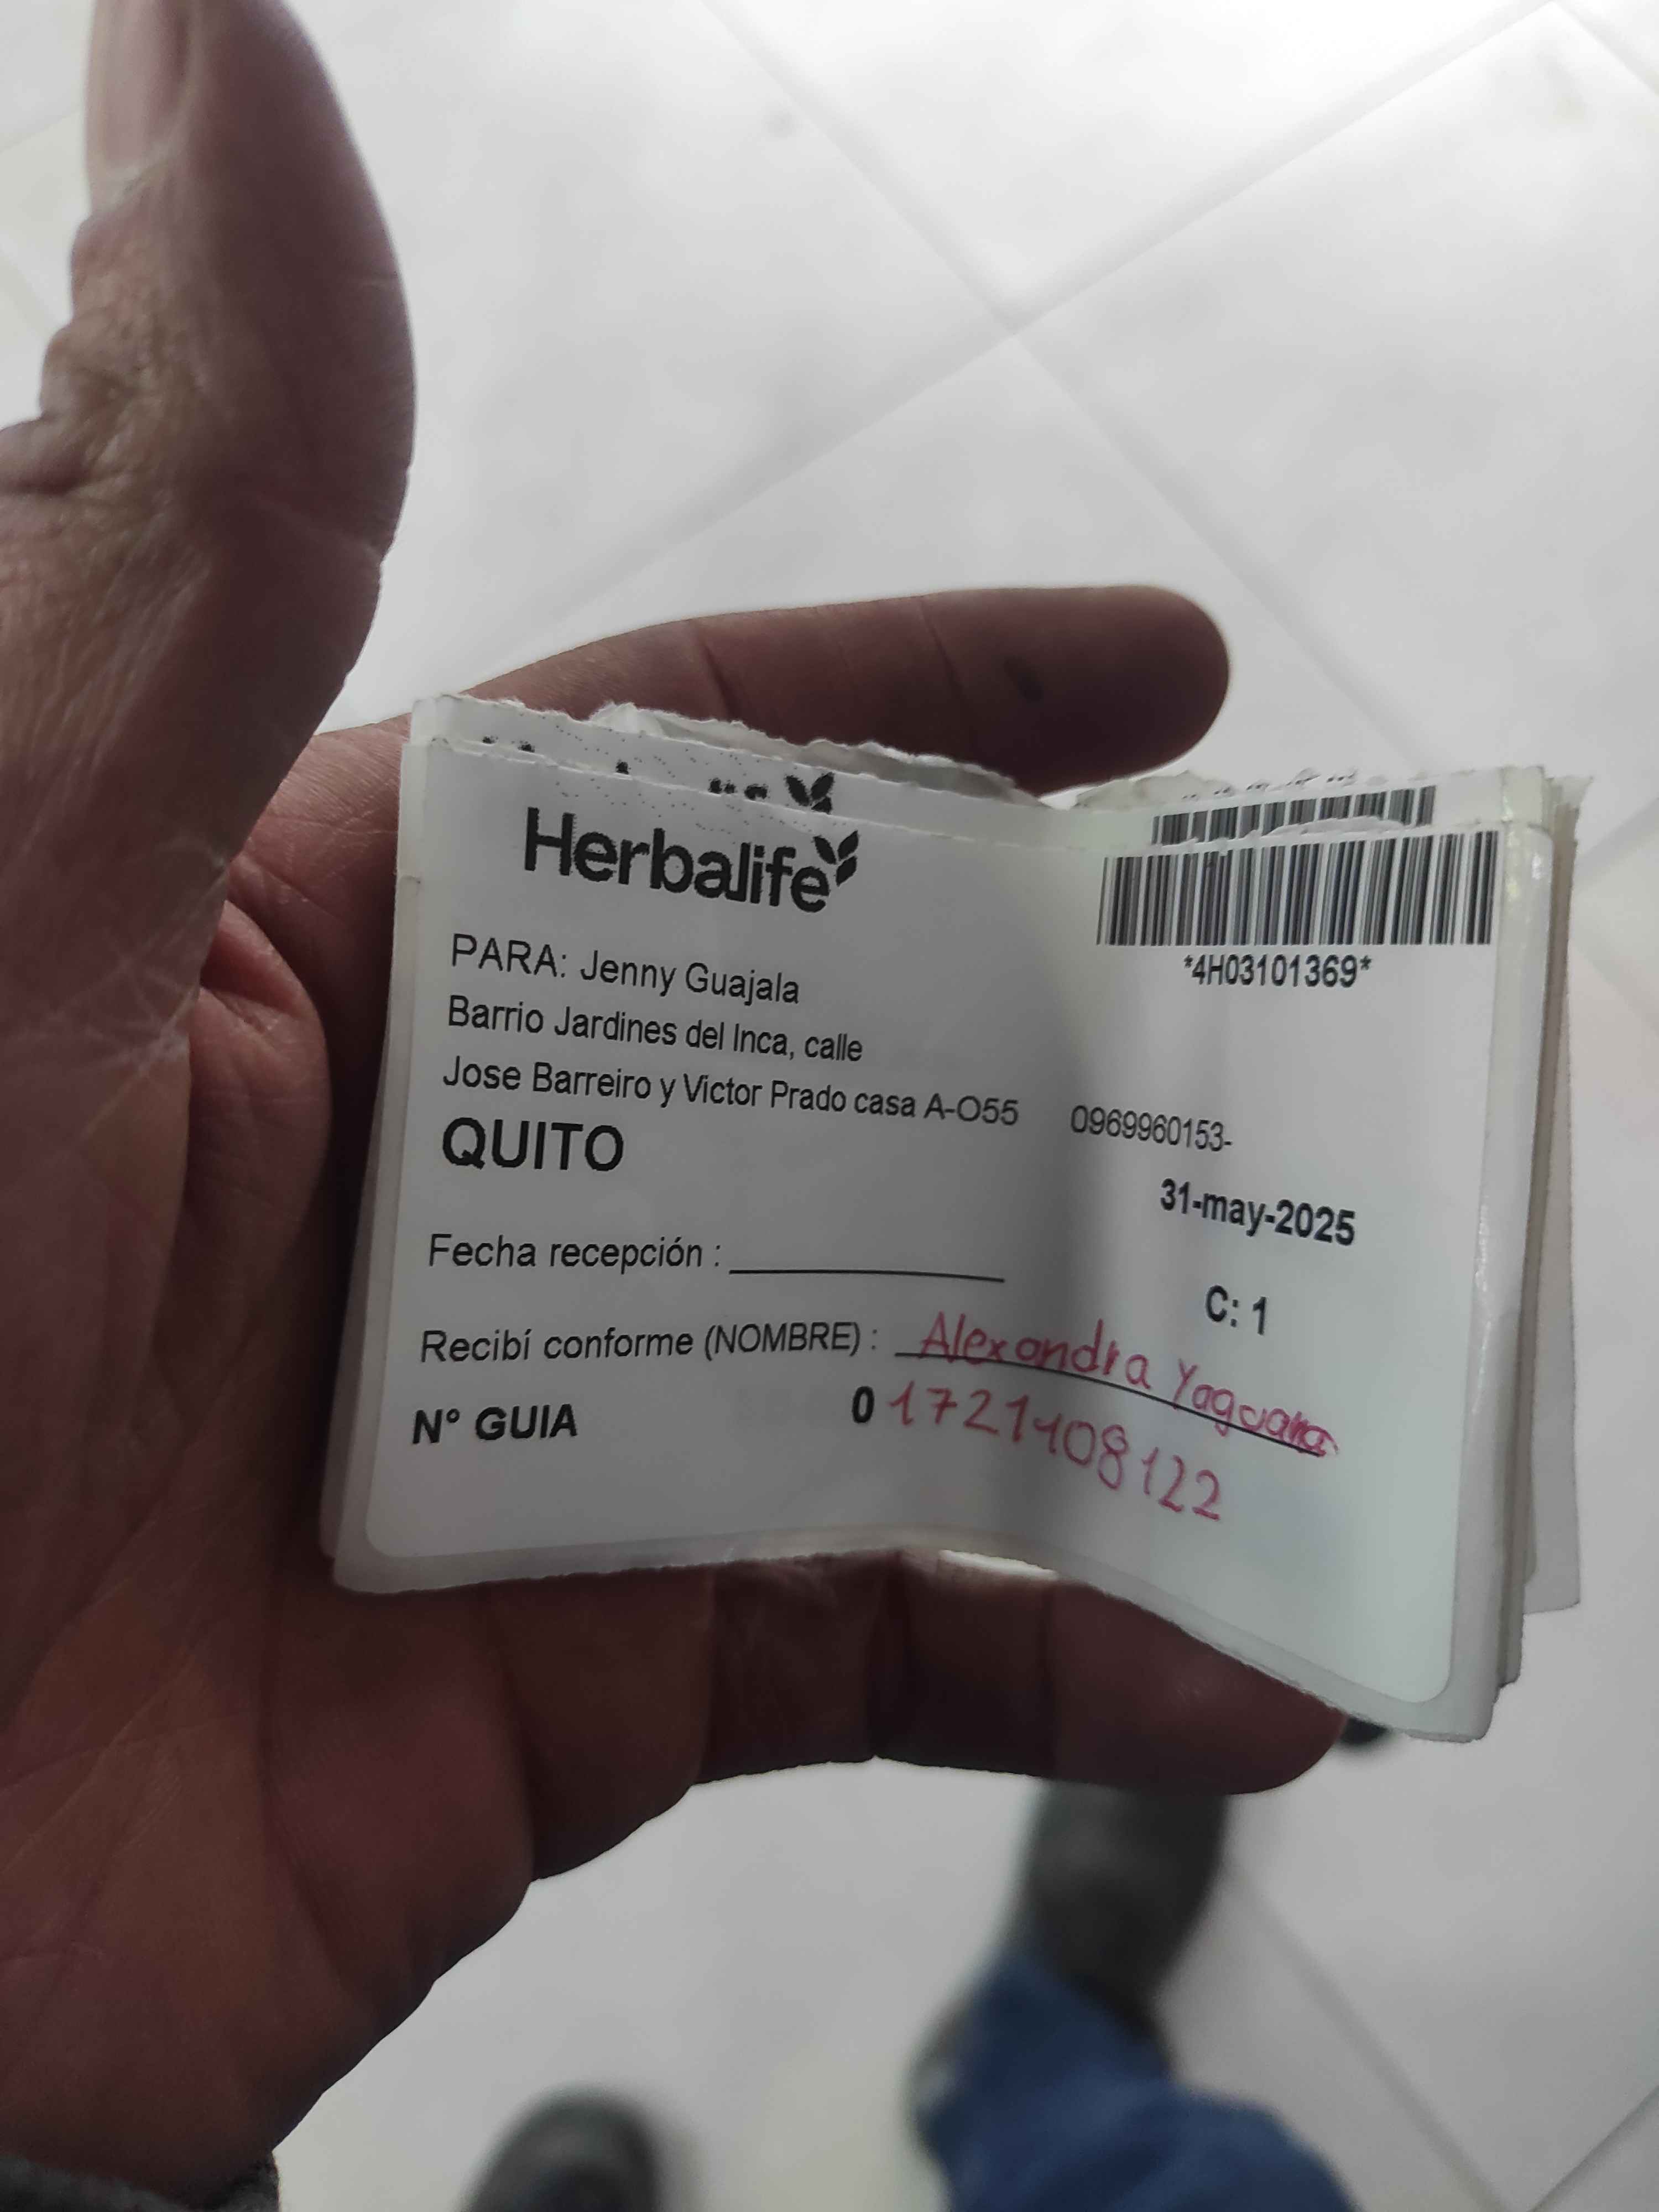 Herbalife
*4H03101369*
PARA: Jenny Guajala
Barrio Jardines del Inca, calle
Jose Barreiro y Victor Prado casa A-O55 0969960153-
QUITO
31-may-2025
Fecha recepción : ____________
C: 1
Recibí conforme (NOMBRE) : Alexandra
N° GUIA 0 1721408122